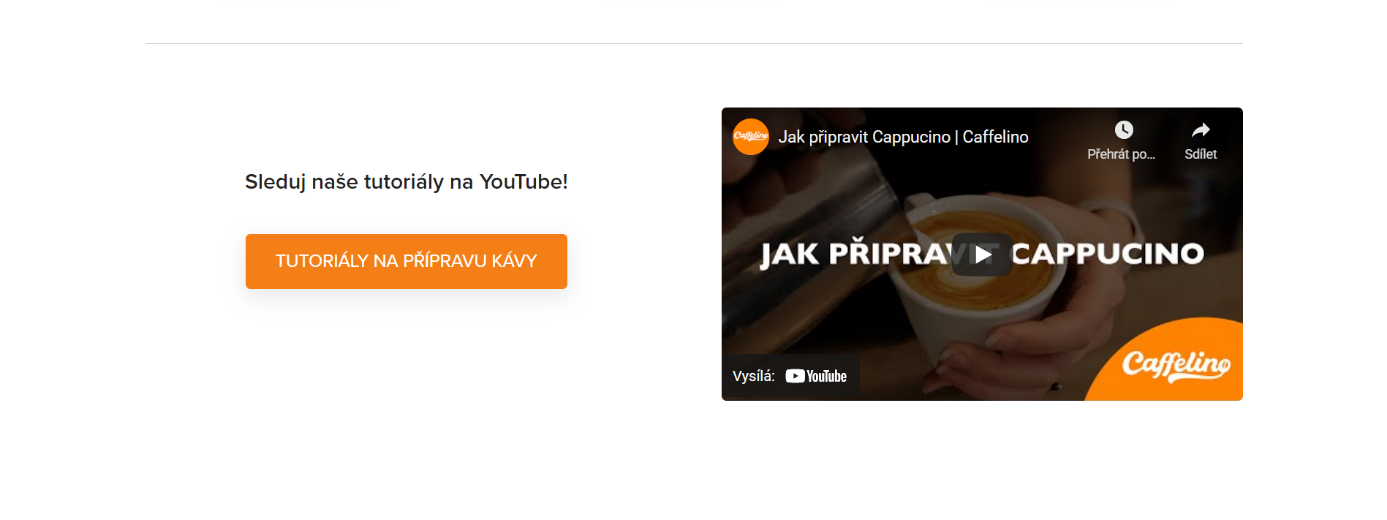 Sleduj naše tutoriály na YouTube!
TUTORIÁLY NA PŘÍPRAVU KÁVY
Caffelino
Jak připravit Cappucino | Caffelino
Přehrát po...
Sdílet
JAK PŘIPRAVIT CAPPUCINO
Caffelino
Vysílá: YouTube